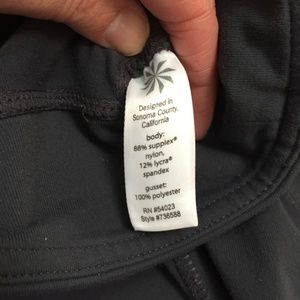 Designed in
Sonoma County,
California
body:
88% supplex®
nylon,
12% lycra®
spandex
gusset:
100% polyester
RN #54023
Style #736588